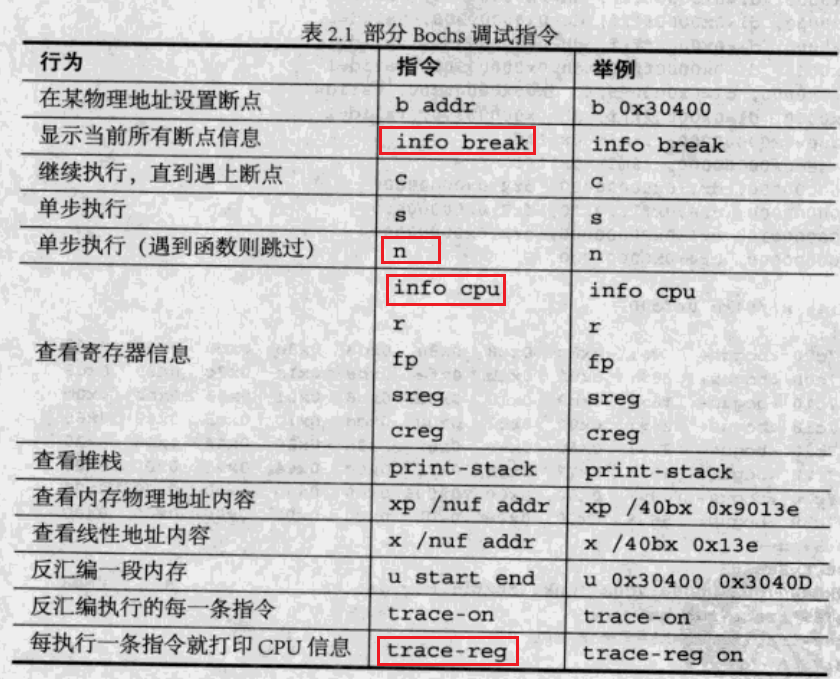 表 2.1 部分 Bochs 调试指令
行为 指令 举例
在某物理地址设置断点 b addr b 0x30400
显示当前所有断点信息 info break info break
继续执行，直到遇上断点 c c
单步执行 s s
单步执行（遇到函数则跳过） n n
查看寄存器信息 info cpu info cpu
r r
fp fp
sreg sreg
creg creg
查看堆栈 print-stack print-stack
查看内存物理地址内容 xp /nuf addr xp /40bx 0x9013e
查看线性地址内容 x /nuf addr x /40bx 0x13e
反汇编一段内存 u start end u 0x30400 0x3040D
反汇编执行的每一条指令 trace-on trace-on
每执行一条指令就打印 CPU 信息 trace-reg trace-reg on